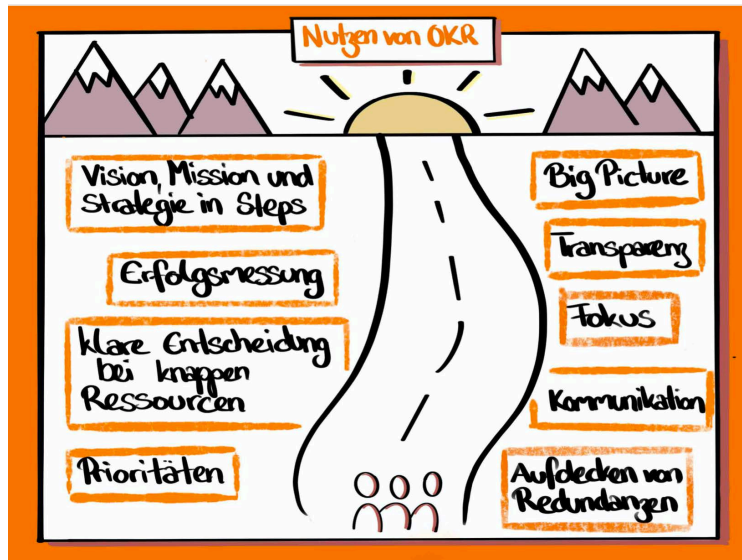 Nutzen von OKR
Vision, Mission und
Strategie in Steps
Erfolgsmessung
klare Entscheidung
bei knappen
Ressourcen
Prioritäten
Big Picture
Transparenz
Fokus
Kommunikation
Aufdecken von
Redundanzen